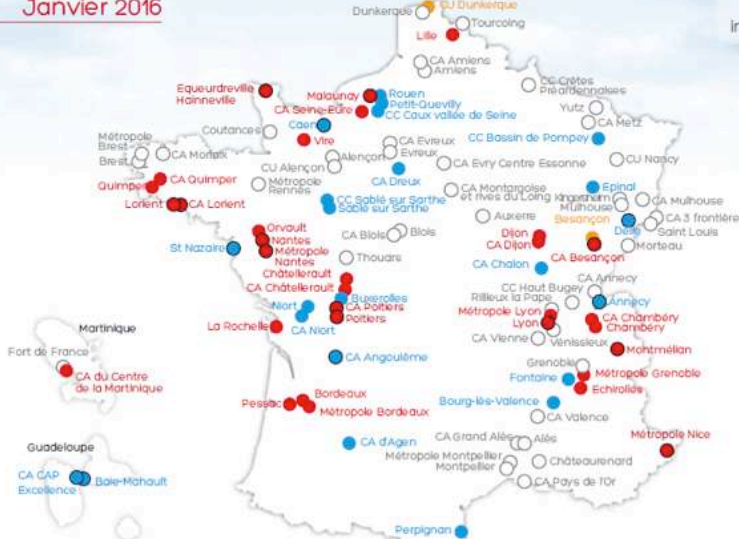 Janvier 2016
in
CU Dunkerque
Dunkerque
Tourcoing
Lille
CA Amiens
Amiens
CC Crêtes
Préardennaises
Equeurdreville
Hainneville
Malaunay
Rouen
Petit-Quevilly
CA Seine-Eure
CC Caux vallée de Seine
Yutz
CA Metz
Coutances
Caen
Vire
CA Evreux
Evreux
CC Bassin de Pompey
Métropole
Brest
Brest
CA Morlaix
CU Alençon
Alençon
CA Evry Centre Essonne
CU Nancy
CA Dreux
CA Quimper
Quimper
Métropole
Rennes
CA Montargoise
et rives du Loing
Epinal
Ingersheim
Mulhouse
CA Mulhouse
Lorient
CA Lorient
CC Sablé sur Sarthe
Sablé sur Sarthe
Auxerre
Besançon
CA 3 frontière
Saint Louis
Delle
Orvault
Nantes
Métropole
Nantes
CA Blois
Blois
Dijon
CA Dijon
Morteau
St Nazaire
CA Besançon
Thouars
Châtellerault
CA Châtellerault
CA Chalon
CA Annecy
CC Haut Bugey
Annecy
Buxerolles
Niort
CA Niort
CA Poitiers
Poitiers
Rillieux la Pape
Métropole Lyon
Lyon
CA Chambéry
Chambéry
La Rochelle
CA Vienne
Vénissieux
Montmélian
Martinique
Fort de France
CA du Centre
de la Martinique
CA Angoulême
Grenoble
Métropole Grenoble
Fontaine
Echirolles
Pessac
Bordeaux
Métropole Bordeaux
Bourg-lès-Valence
CA Valence
Guadeloupe
CA d'Agen
CA Grand Alès
Alès
Métropole Nice
CA CAP
Excellence
Baie-Mahault
Métropole Montpellier
Montpellier
Châteaurenard
CA Pays de l'Or
Perpignan